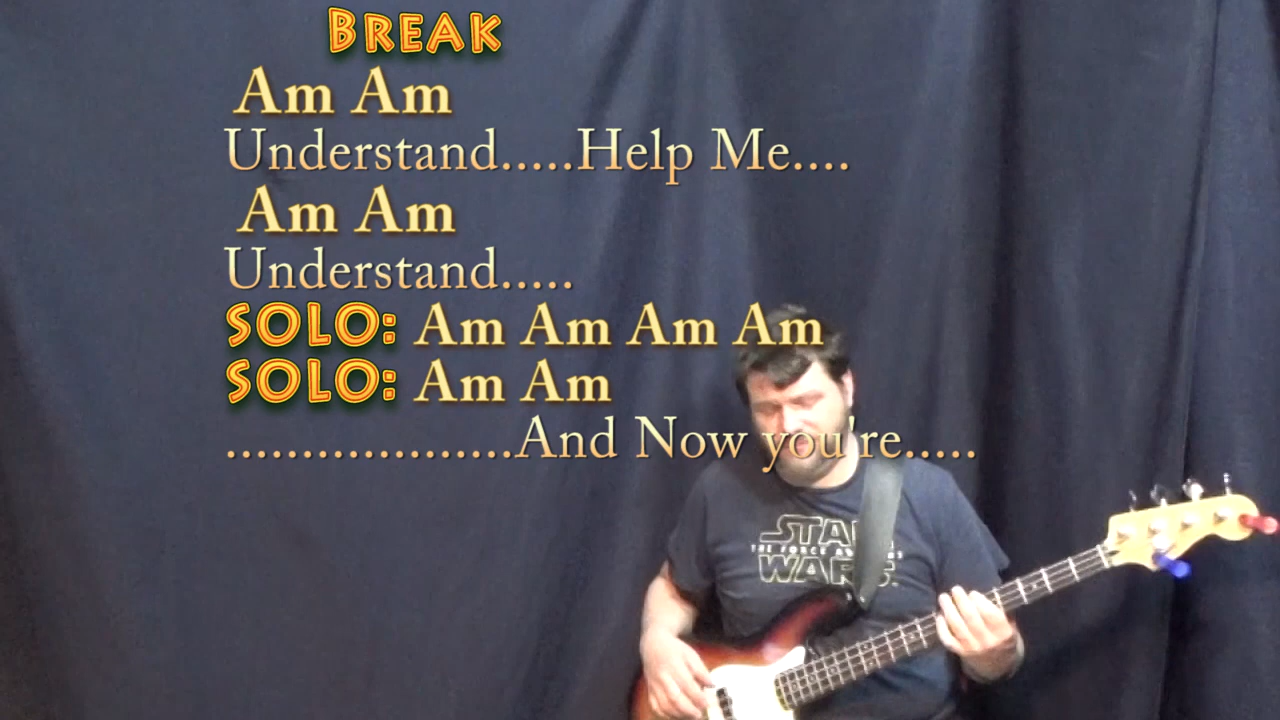 BREAK
Am Am
Understand.....Help Me....
Am Am
Understand.....
SOLO: Am Am Am Am
SOLO: Am Am
...................And Now you're.....
STAR
THE FORCE
WARS